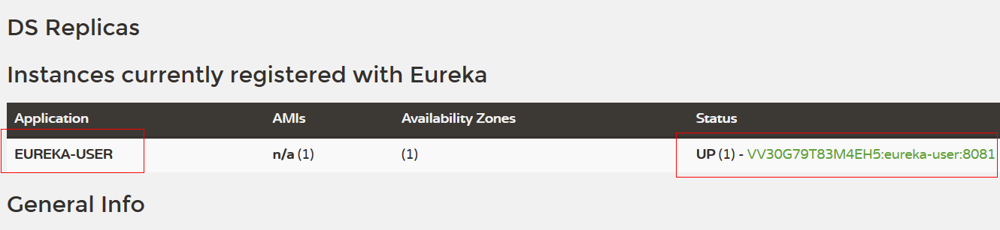 DS Replicas
Instances currently registered with Eureka
Application AMIs Availability Zones Status
EUREKA-USER n/a (1) (1) UP (1) - VV30G79T83M4EH5:eureka-user:8081
General Info